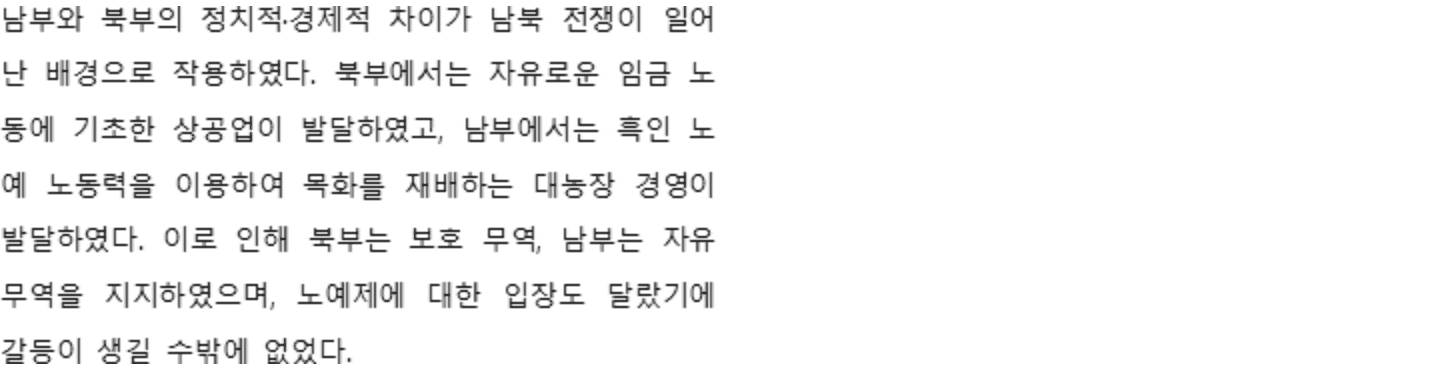 남부와 북부의 정치적·경제적 차이가 남북 전쟁이 일어
난 배경으로 작용하였다. 북부에서는 자유로운 임금 노
동에 기초한 상공업이 발달하였고, 남부에서는 흑인 노
예 노동력을 이용하여 목화를 재배하는 대농장 경영이
발달하였다. 이로 인해 북부는 보호 무역, 남부는 자유
무역을 지지하였으며, 노예제에 대한 입장도 달랐기에
갈등이 생길 수밖에 없었다.